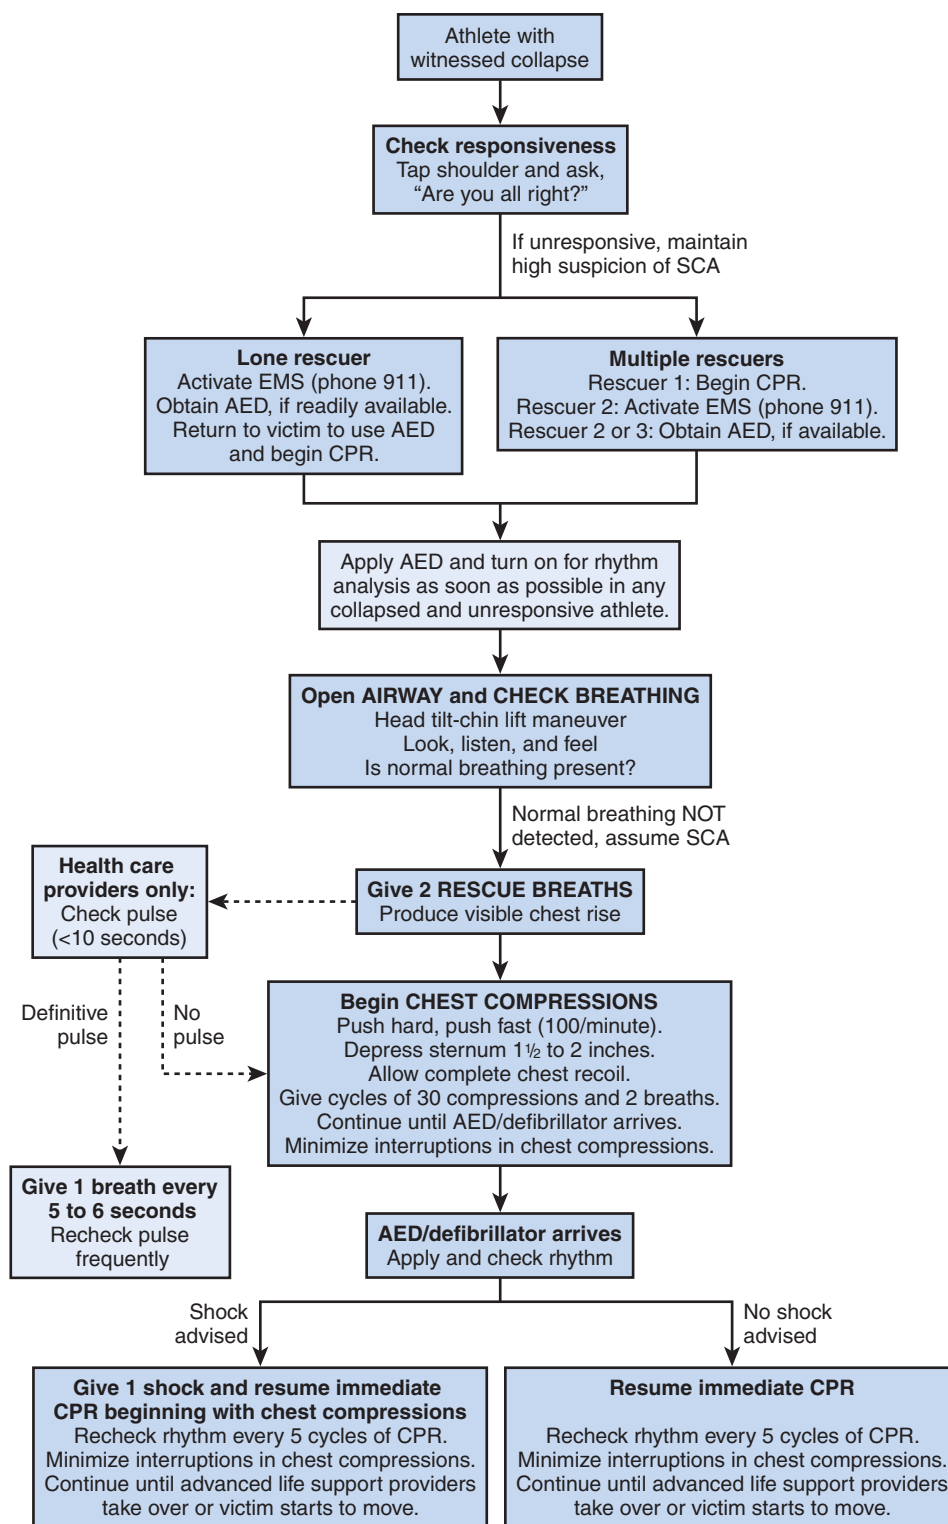 Athlete with
witnessed collapse
Check responsiveness
Tap shoulder and ask,
“Are you all right?”
If unresponsive, maintain
high suspicion of SCA
Lone rescuer
Activate EMS (phone 911).
Obtain AED, if readily available.
Return to victim to use AED
and begin CPR.
Multiple rescuers
Rescuer 1: Begin CPR.
Rescuer 2: Activate EMS (phone 911).
Rescuer 2 or 3: Obtain AED, if available.
Apply AED and turn on for rhythm
analysis as soon as possible in any
collapsed and unresponsive athlete.
Open AIRWAY and CHECK BREATHING
Head tilt-chin lift maneuver
Look, listen, and feel
Is normal breathing present?
Normal breathing NOT
detected, assume SCA
Health care
providers only:
Check pulse
(<10 seconds)
Give 2 RESCUE BREATHS
Produce visible chest rise
Definitive
pulse
No
pulse
Begin CHEST COMPRESSIONS
Push hard, push fast (100/minute).
Depress sternum 1½ to 2 inches.
Allow complete chest recoil.
Give cycles of 30 compressions and 2 breaths.
Continue until AED/defibrillator arrives.
Minimize interruptions in chest compressions.
Give 1 breath every
5 to 6 seconds
Recheck pulse
frequently
AED/defibrillator arrives
Apply and check rhythm
Shock
advised
No shock
advised
Give 1 shock and resume immediate
CPR beginning with chest compressions
Recheck rhythm every 5 cycles of CPR.
Minimize interruptions in chest compressions.
Continue until advanced life support providers
take over or victim starts to move.
Resume immediate CPR
Recheck rhythm every 5 cycles of CPR.
Minimize interruptions in chest compressions.
Continue until advanced life support providers
take over or victim starts to move.